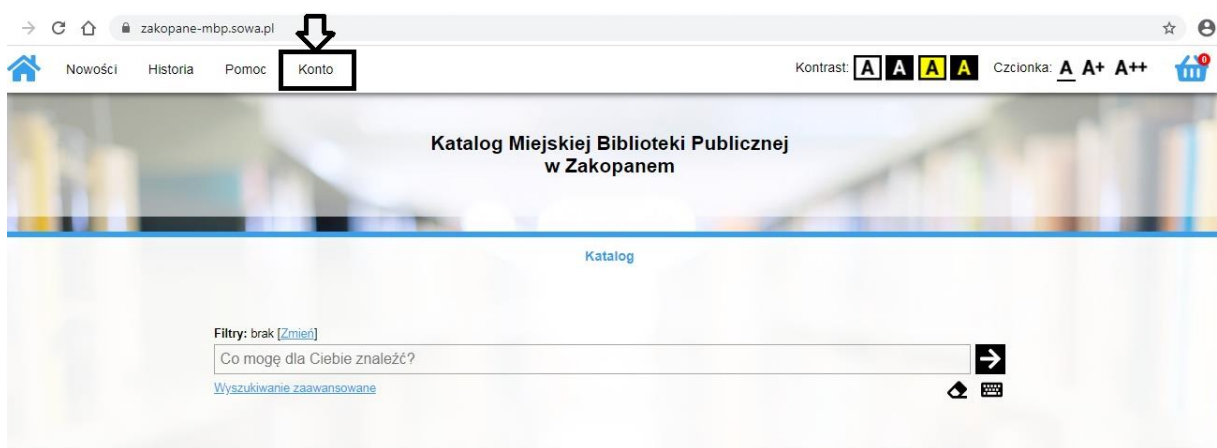 zakopane-mbp.sowa.pl
Nowości Historia Pomoc Konto Kontrast: A A A A Czcionka: A A+ A++ 0
Katalog Miejskiej Biblioteki Publicznej
w Zakopanem
Katalog
Filtry: brak [Zmień]
Co mogę dla Ciebie znaleźć?
Wyszukiwanie zaawansowane